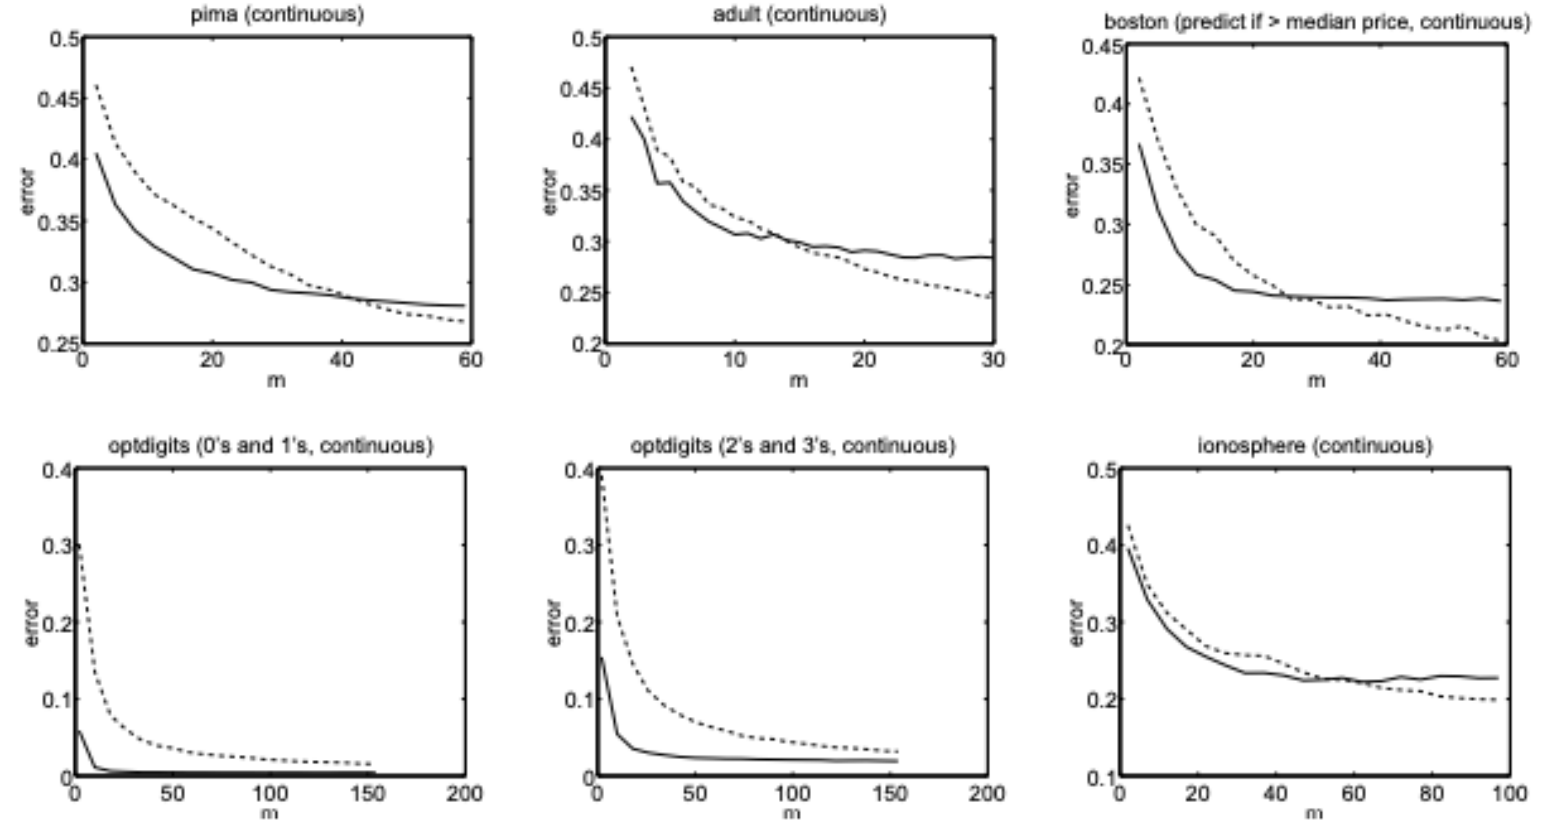 pima (continuous)
0.5
0.45
0.4
0.35
0.3
0.25
error
0 20 40 60
m
adult (continuous)
0.5
0.45
0.4
0.35
0.3
0.25
0.2
error
0 10 20 30
m
boston (predict if > median price, continuous)
0.45
0.4
0.35
0.3
0.25
0.2
error
0 20 40 60
m
optdigits (0's and 1's, continuous)
0.4
0.3
0.2
0.1
0
error
0 50 100 150 200
m
optdigits (2's and 3's, continuous)
0.4
0.3
0.2
0.1
0
error
0 50 100 150 200
m
ionosphere (continuous)
0.5
0.4
0.3
0.2
0.1
error
0 20 40 60 80 100
m